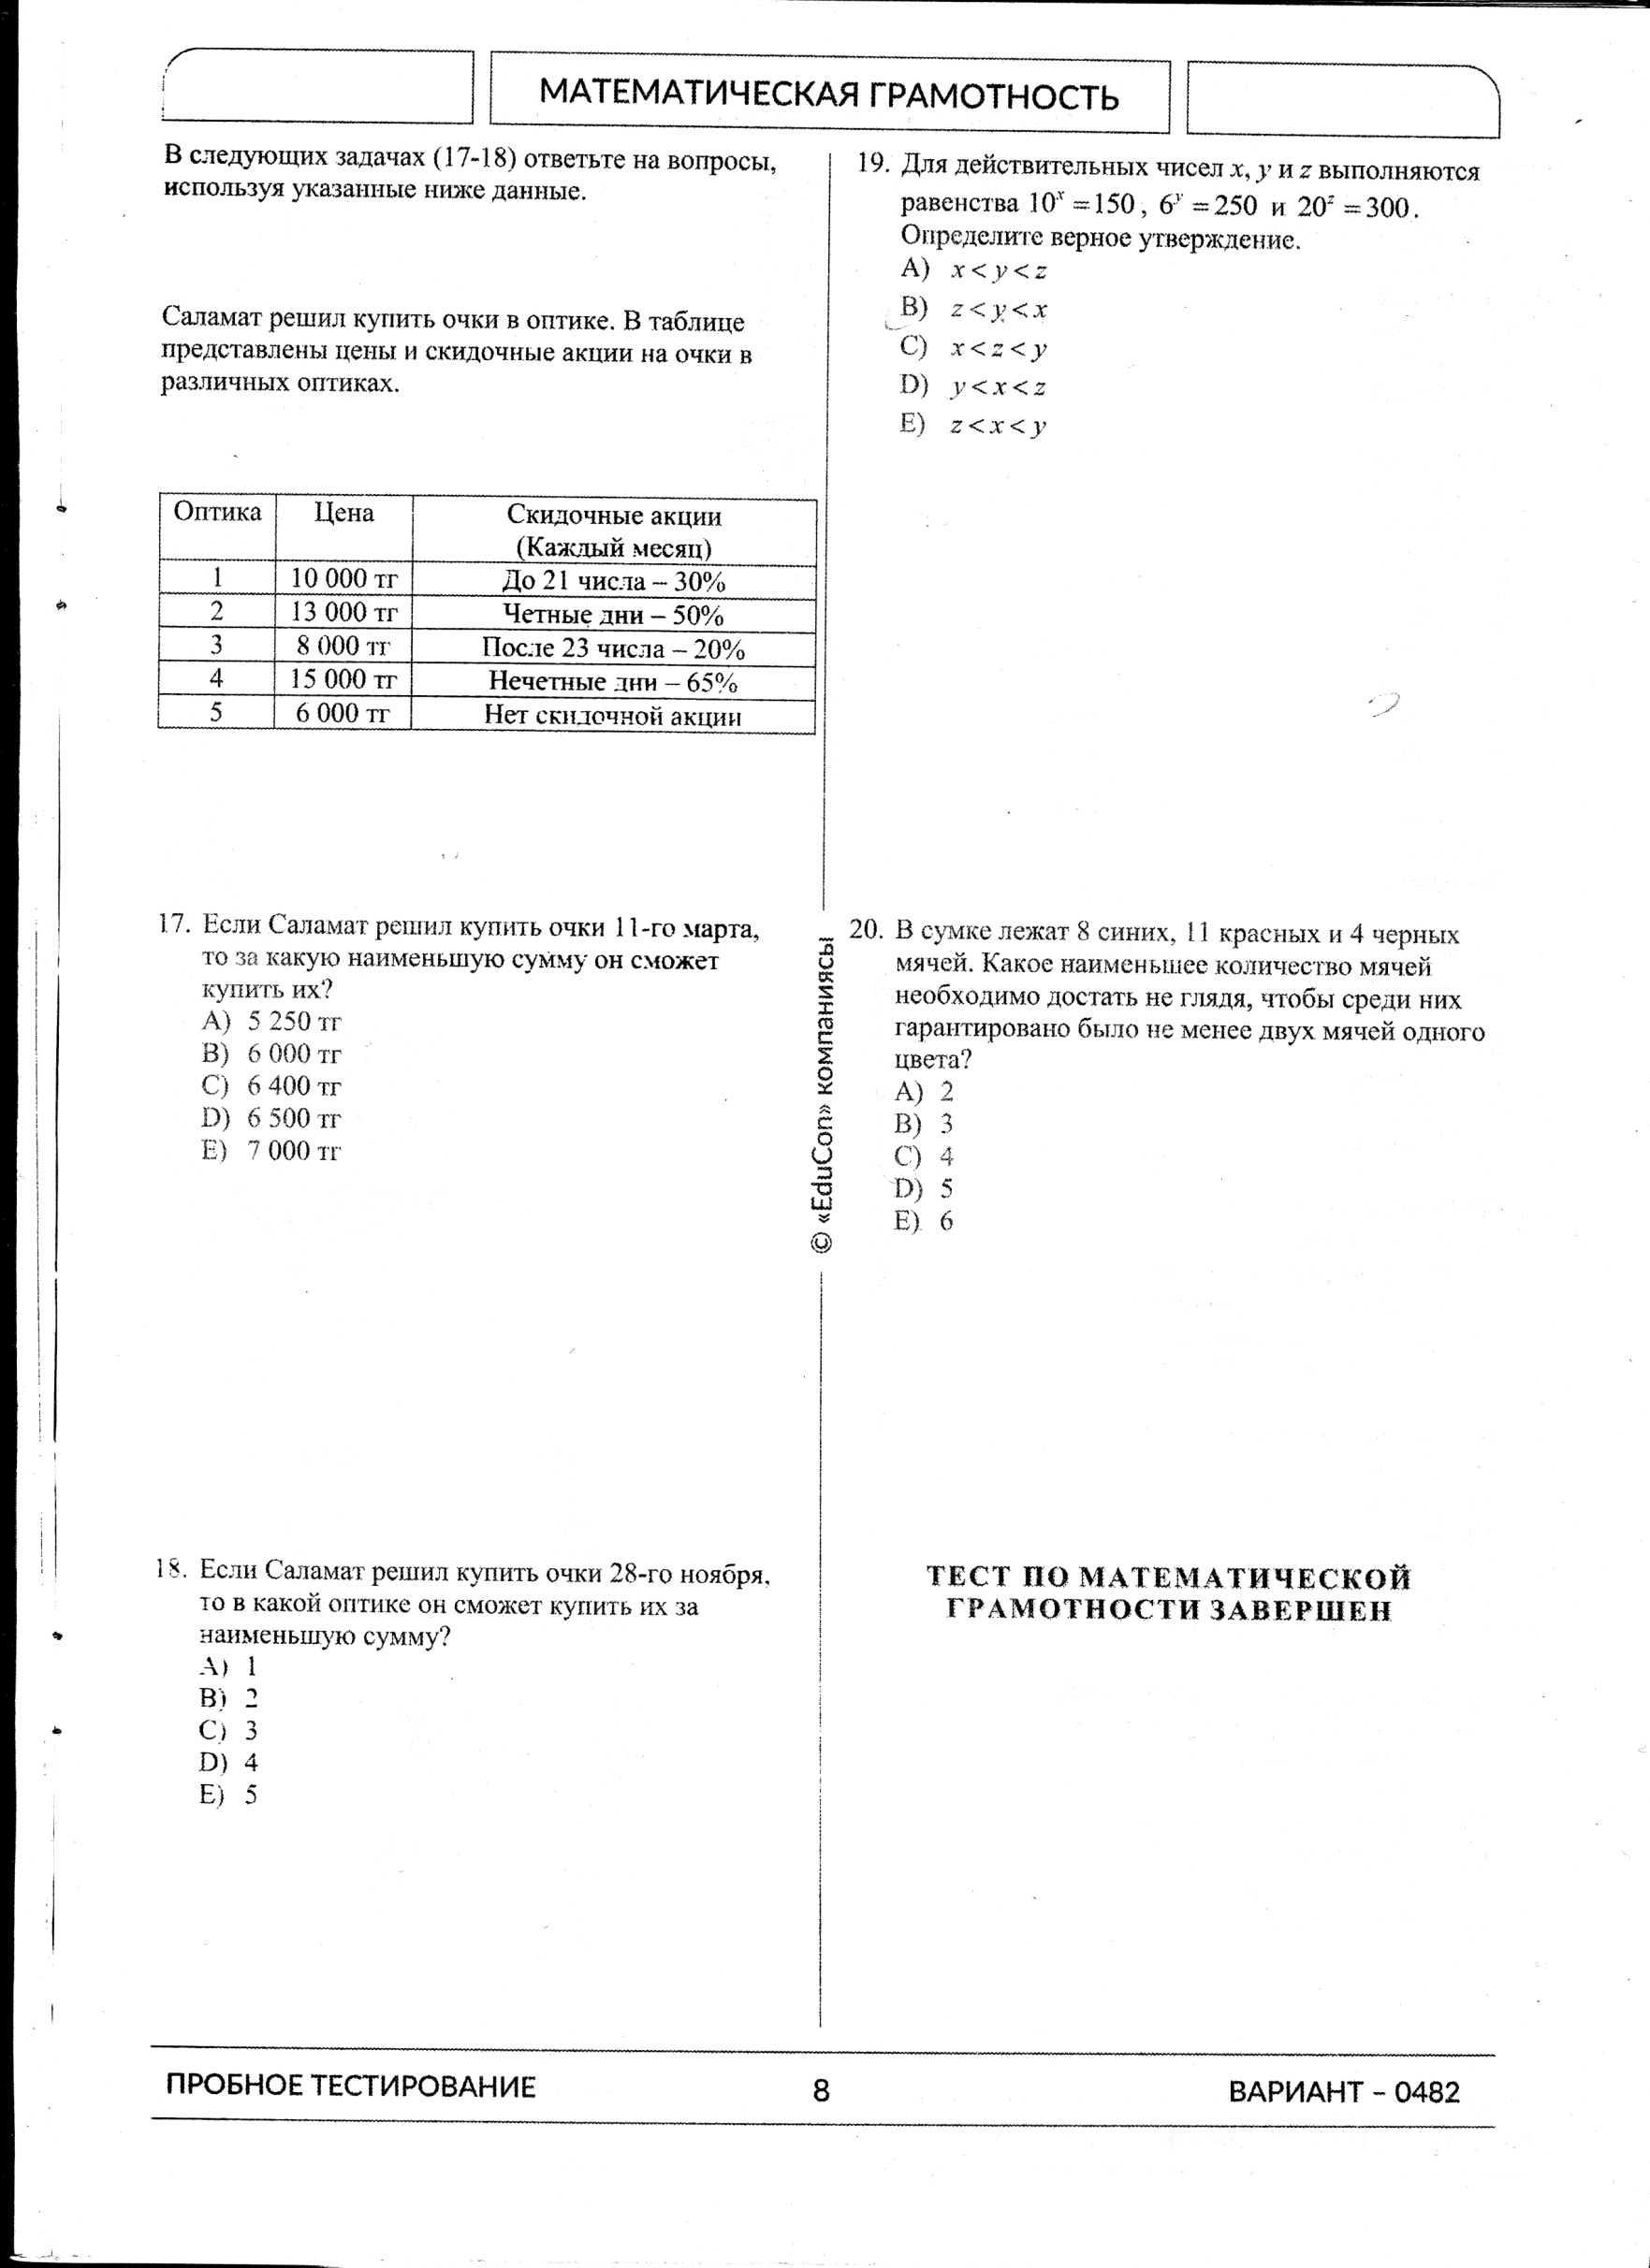 МАТЕМАТИЧЕСКАЯ ГРАМОТНОСТЬ
В следующих задачах (17-18) ответьте на вопросы,
используя указанные ниже данные.
Саламат решил купить очки в оптике. В таблице
представлены цены и скидочные акции на очки в
различных оптиках.
Оптика Цена Скидочные акции
(Каждый месяц)
1 10 000 тг До 21 числа – 30%
2 13 000 тг Четные дни – 50%
3 8 000 тг После 23 числа – 20%
4 15 000 тг Нечетные дни – 65%
5 6 000 тг Нет скидочной акции
17. Если Саламат решил купить очки 11-го марта,
то за какую наименьшую сумму он сможет
купить их?
A) 5 250 тг
B) 6 000 тг
C) 6 400 тг
D) 6 500 тг
E) 7 000 тг
18. Если Саламат решил купить очки 28-го ноября,
то в какой оптике он сможет купить их за
наименьшую сумму?
A) 1
B) 2
C) 3
D) 4
E) 5
© «EduCon» компаниясы
19. Для действительных чисел x, y и z выполняются
равенства 10ˣ = 150, 6ʸ = 250 и 20ᶻ = 300.
Определите верное утверждение.
A) x < y < z
B) z < y < x
C) x < z < y
D) y < x < z
E) z < x < y
20. В сумке лежат 8 синих, 11 красных и 4 черных
мячей. Какое наименьшее количество мячей
необходимо достать не глядя, чтобы среди них
гарантировано было не менее двух мячей одного
цвета?
A) 2
B) 3
C) 4
D) 5
E) 6
ТЕСТ ПО МАТЕМАТИЧЕСКОЙ
ГРАМОТНОСТИ ЗАВЕРШЕН
ПРОБНОЕ ТЕСТИРОВАНИЕ 8 ВАРИАНТ – 0482